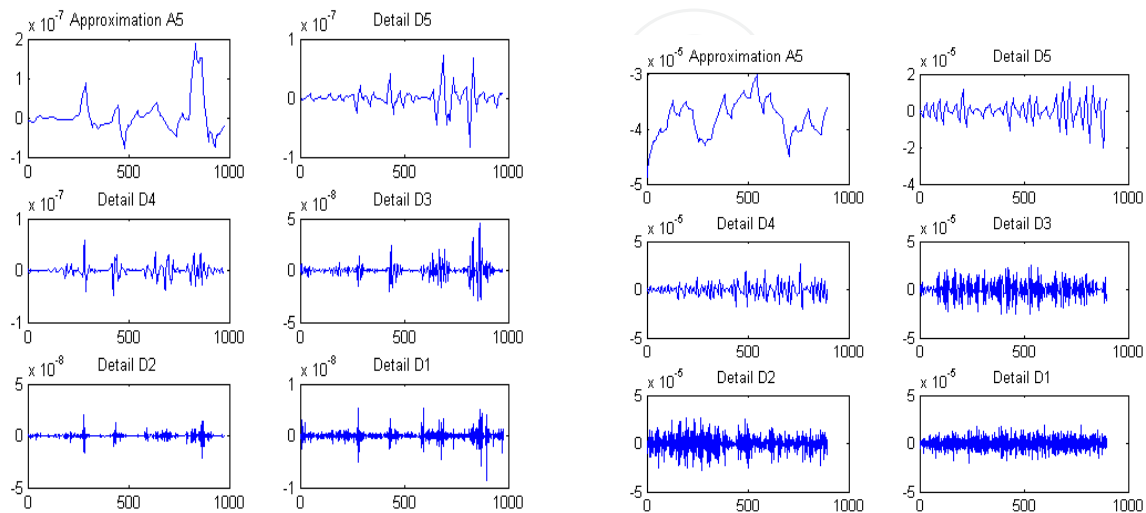 x 10^-7 Approximation A5
2
1
0
-1
0 500 1000
x 10^-7 Detail D5
1
0
-1
0 500 1000
x 10^-7 Detail D4
1
0
-1
0 500 1000
x 10^-8 Detail D3
5
0
-5
0 500 1000
x 10^-8 Detail D2
5
0
-5
0 500 1000
x 10^-8 Detail D1
1
0
-1
0 500 1000
x 10^-5 Approximation A5
-3
-4
-5
0 500 1000
x 10^-5 Detail D5
2
0
-2
-4
0 500 1000
x 10^-5 Detail D4
5
0
-5
0 500 1000
x 10^-5 Detail D3
5
0
-5
0 500 1000
x 10^-5 Detail D2
5
0
-5
0 500 1000
x 10^-5 Detail D1
5
0
-5
0 500 1000